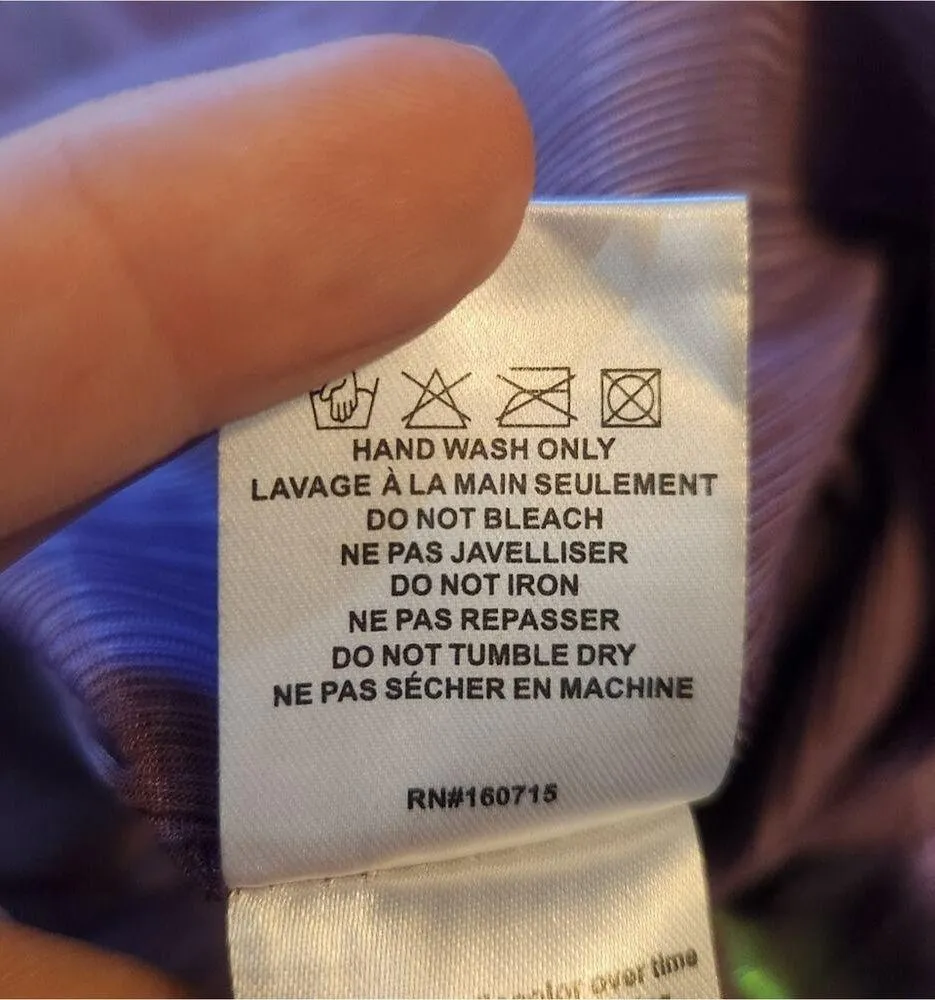 HAND WASH ONLY
LAVAGE À LA MAIN SEULEMENT
DO NOT BLEACH
NE PAS JAVELLISER
DO NOT IRON
NE PAS REPASSER
DO NOT TUMBLE DRY
NE PAS SÉCHER EN MACHINE
RN#160715
over time